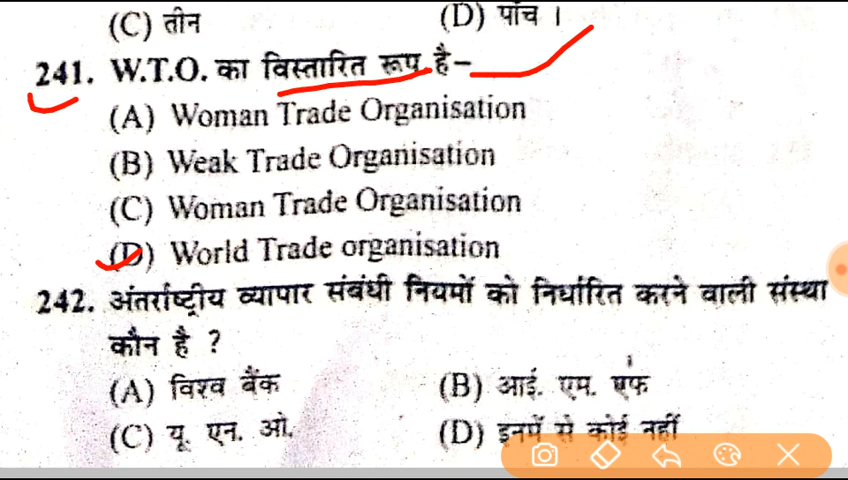 (C) तीन (D) पाँच ।
241. W.T.O. का विस्तारित रूप है–
(A) Woman Trade Organisation
(B) Weak Trade Organisation
(C) Woman Trade Organisation
(D) World Trade organisation
242. अंतर्राष्ट्रीय व्यापार संबंधी नियमों को निर्धारित करने वाली संस्था
कौन है ?
(A) विश्व बैंक (B) आई. एम. एफ
(C) यू. एन. ओ. (D) इनमें से कोई नहीं